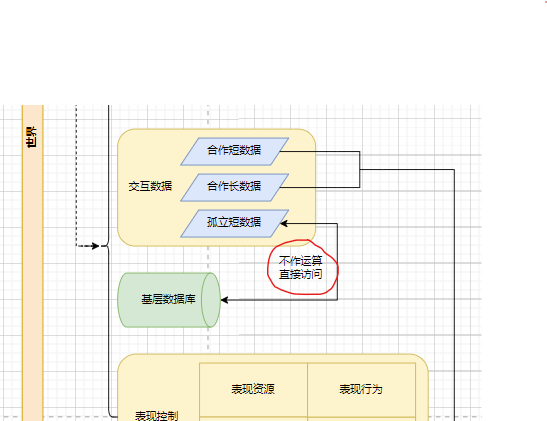 世界
交互数据
合作短数据
合作长数据
孤立短数据
不作运算
直接访问
基层数据库
表现控制
表现资源
表现行为